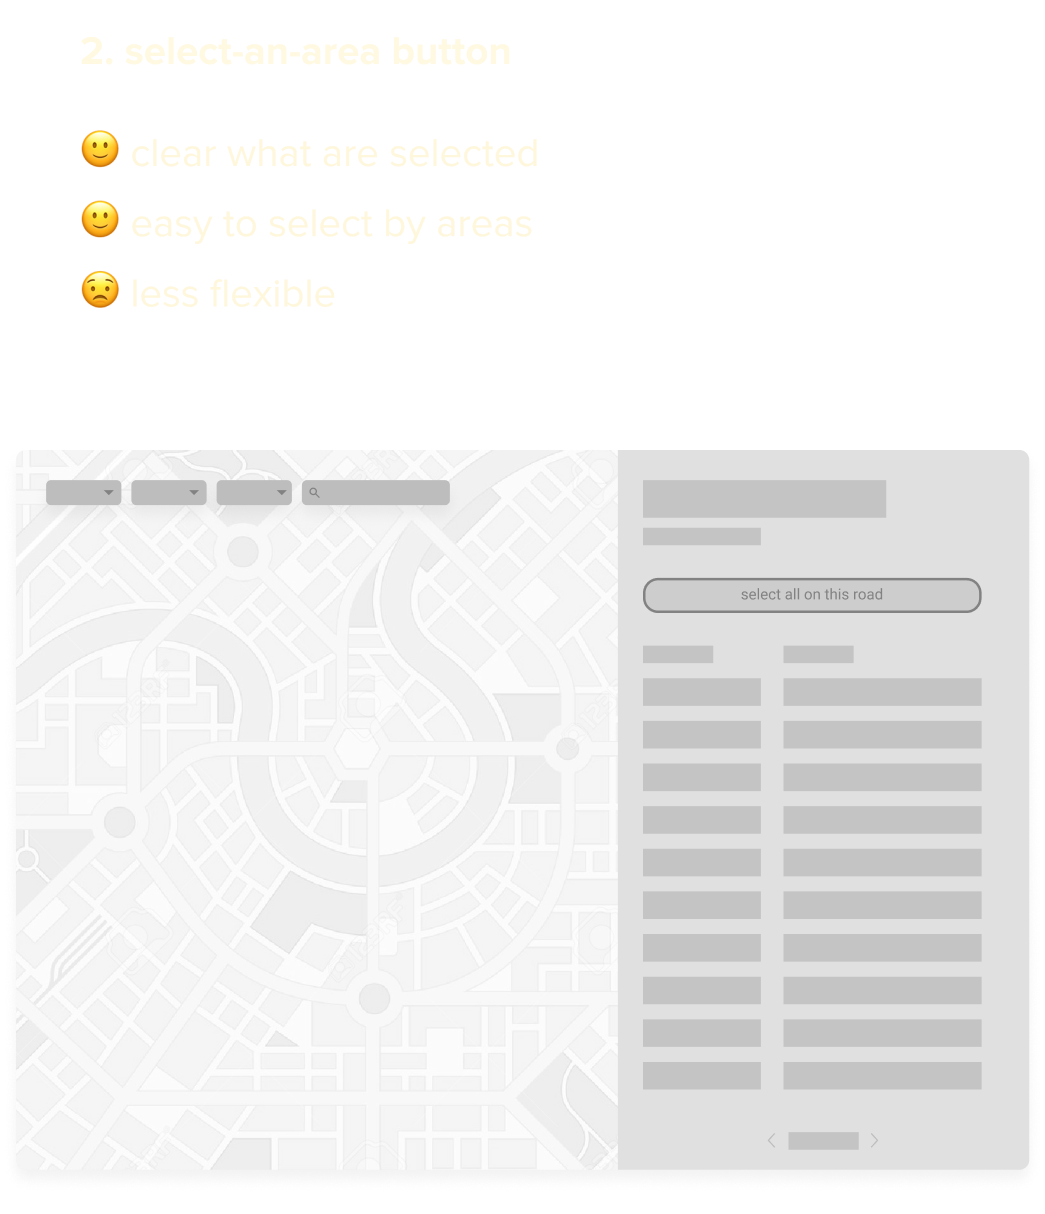 2. select-an-area button
🙂 clear what are selected
🙂 easy to select by areas
😟 less flexible
select all on this road